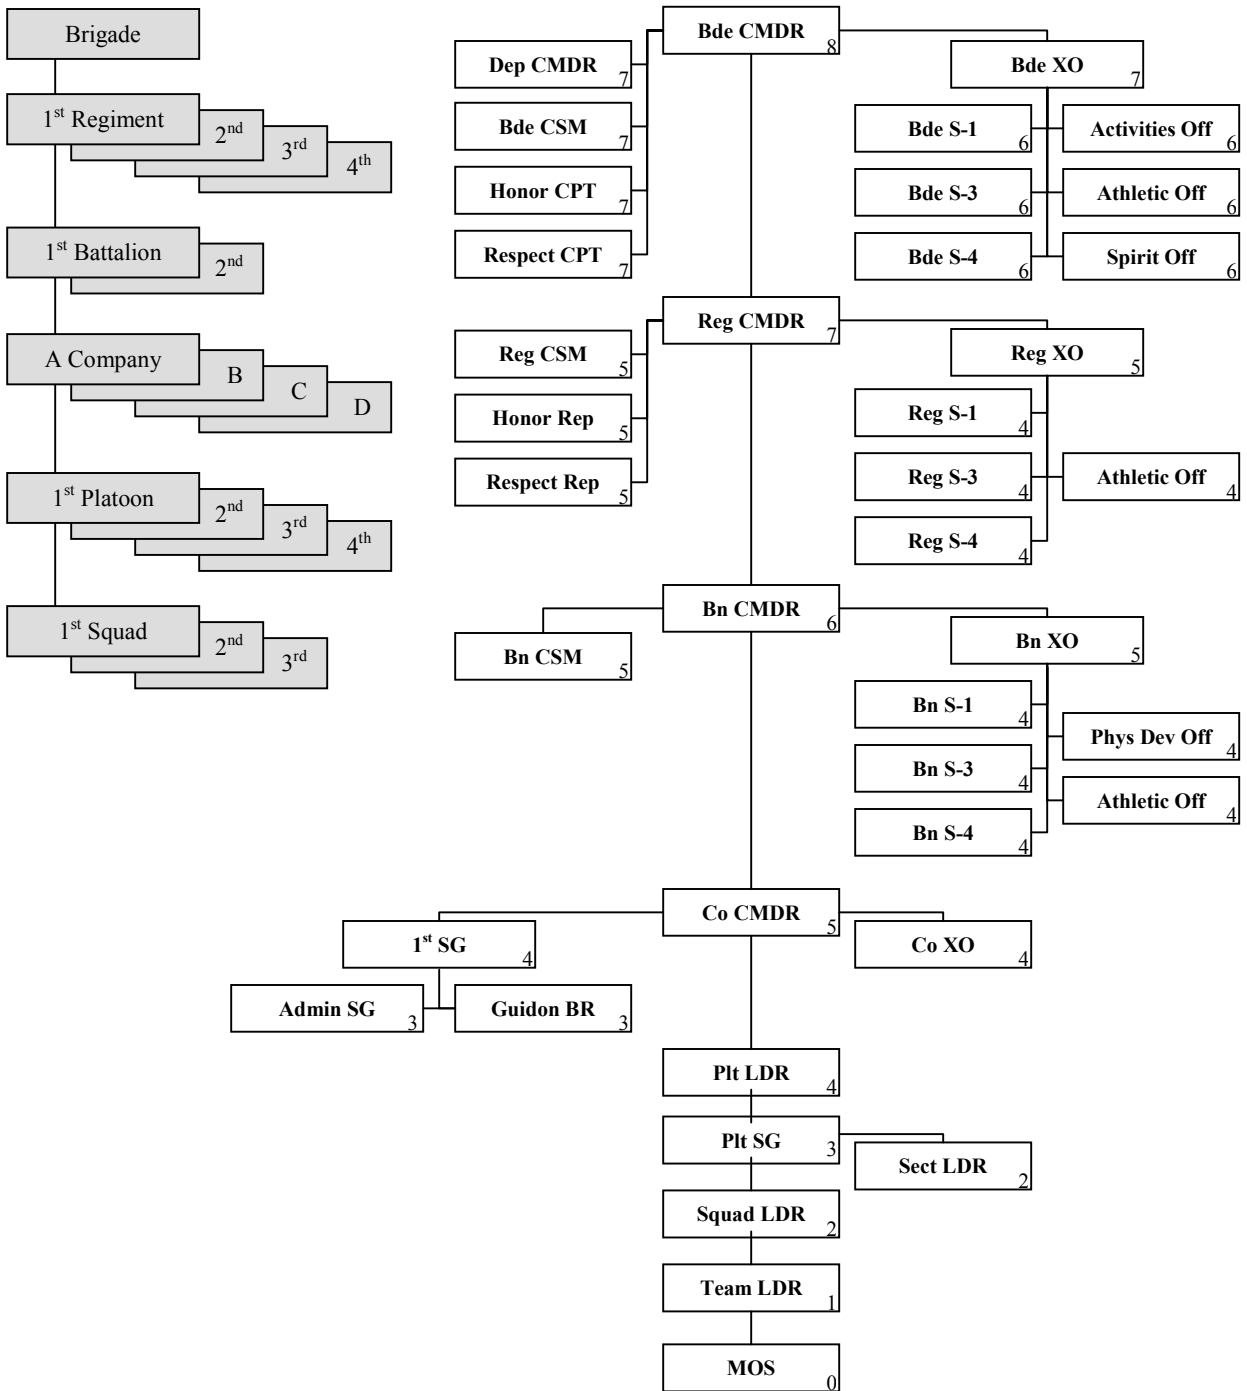 Brigade
1st Regiment
2nd
3rd
4th
1st Battalion
2nd
A Company
B
C
D
1st Platoon
2nd
3rd
4th
1st Squad
2nd
3rd
Bde CMDR 8
Dep CMDR 7
Bde CSM 7
Honor CPT 7
Respect CPT 7
Bde XO 7
Bde S-1 6
Activities Off 6
Bde S-3 6
Athletic Off 6
Bde S-4 6
Spirit Off 6
Reg CMDR 7
Reg CSM 5
Honor Rep 5
Respect Rep 5
Reg XO 5
Reg S-1 4
Reg S-3 4
Athletic Off 4
Reg S-4 4
Bn CMDR 6
Bn CSM 5
Bn XO 5
Bn S-1 4
Phys Dev Off 4
Bn S-3 4
Athletic Off 4
Bn S-4 4
Co CMDR 5
1st SG 4
Co XO 4
Admin SG 3
Guidon BR 3
Plt LDR 4
Plt SG 3
Sect LDR 2
Squad LDR 2
Team LDR 1
MOS 0